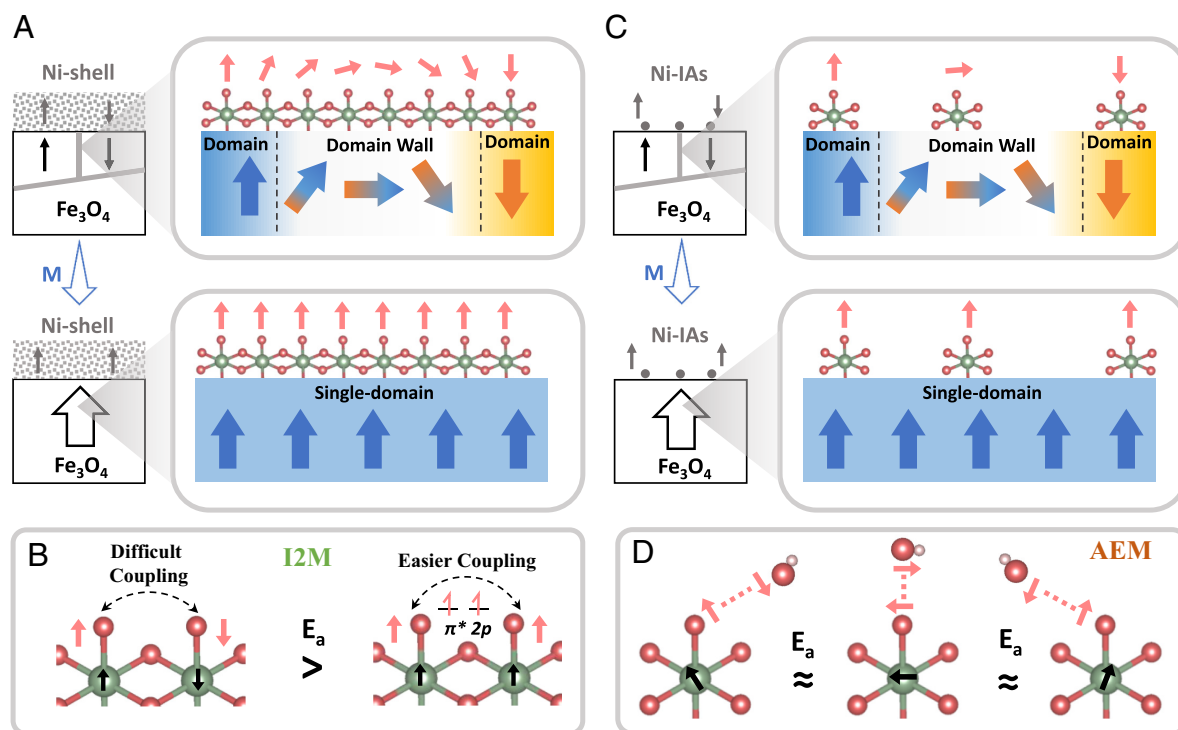 A
Ni-shell
Domain
Domain Wall
Domain
Fe3O4
M
Ni-shell
Single-domain
Fe3O4
B
Difficult
Coupling
I2M
Easier Coupling
π* 2p
Ea
>
C
Ni-IAs
Domain
Domain Wall
Domain
Fe3O4
M
Ni-IAs
Single-domain
Fe3O4
D
AEM
Ea
≈
Ea
≈